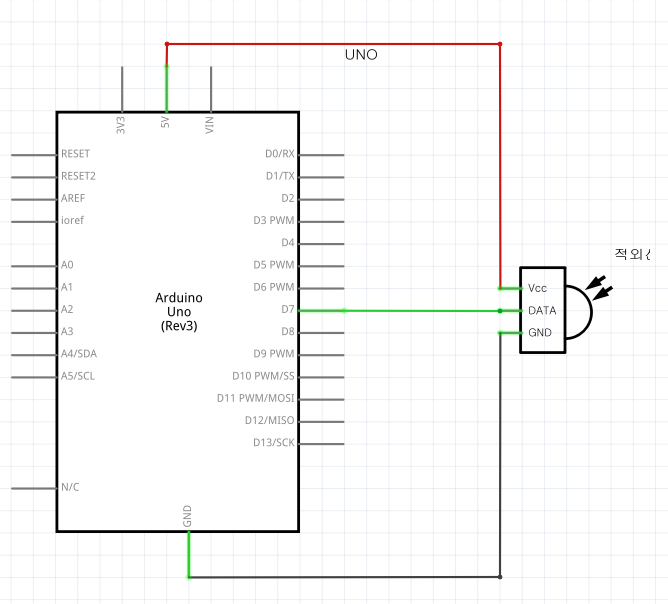 UNO
3V3
5V
VIN
RESET
RESET2
AREF
ioref
A0
A1
A2
A3
A4/SDA
A5/SCL
N/C
D0/RX
D1/TX
D2
D3 PWM
D4
D5 PWM
D6 PWM
D7
D8
D9 PWM
D10 PWM/SS
D11 PWM/MOSI
D12/MISO
D13/SCK
Arduino
Uno
(Rev3)
GND
적외
Vcc
DATA
GND